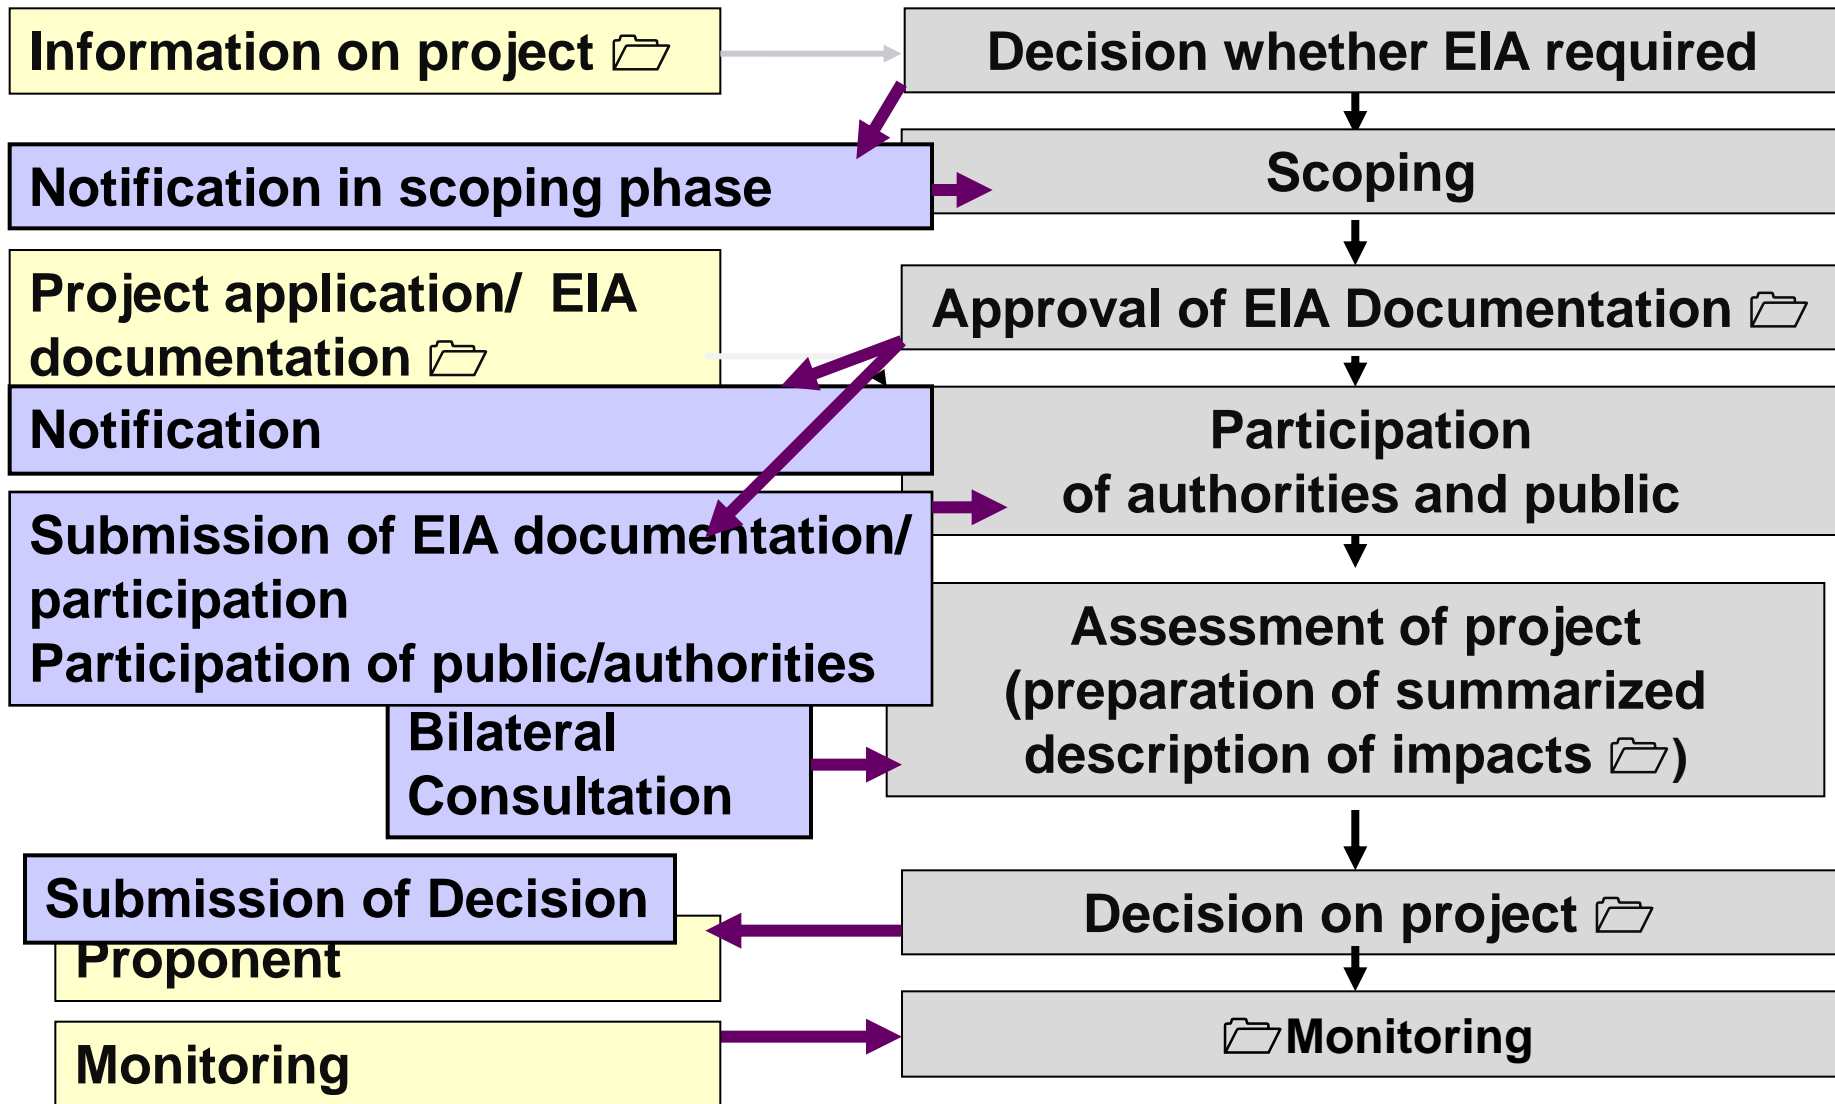 Information on project 🗁
Decision whether EIA required
Notification in scoping phase
Scoping
Project application/ EIA
documentation 🗁
Approval of EIA Documentation 🗁
Notification
Participation
of authorities and public
Submission of EIA documentation/
participation
Participation of public/authorities
Assessment of project
(preparation of summarized
description of impacts 🗁)
Bilateral
Consultation
Submission of Decision
Proponent
Decision on project 🗁
Monitoring
🗁Monitoring